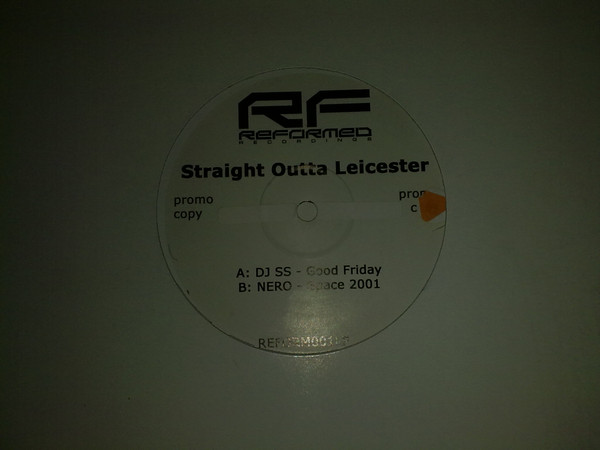 RF
REFORMED
RECORDINGS
Straight Outta Leicester
promo
copy
A: DJ SS - Good Friday
B: NERO - Space 2001